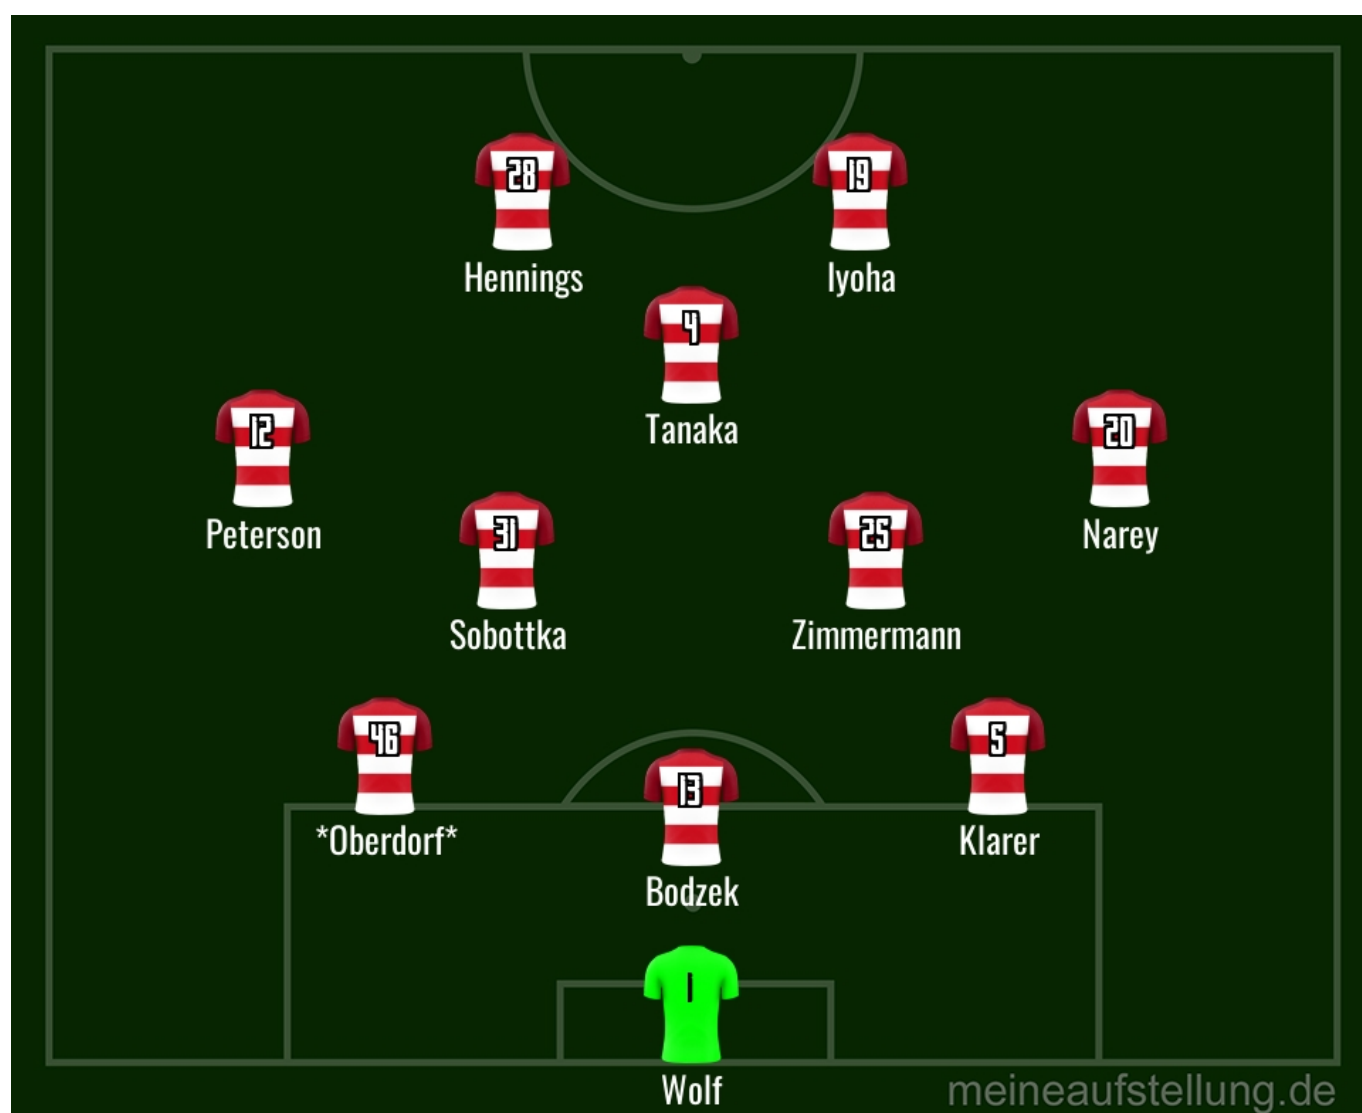 28
19
Hennings
Iyoha
4
Tanaka
12
20
Peterson
Narey
31
25
Sobottka
Zimmermann
46
5
*Oberdorf*
Klarer
13
Bodzek
1
Wolf
meineaufstellung.de